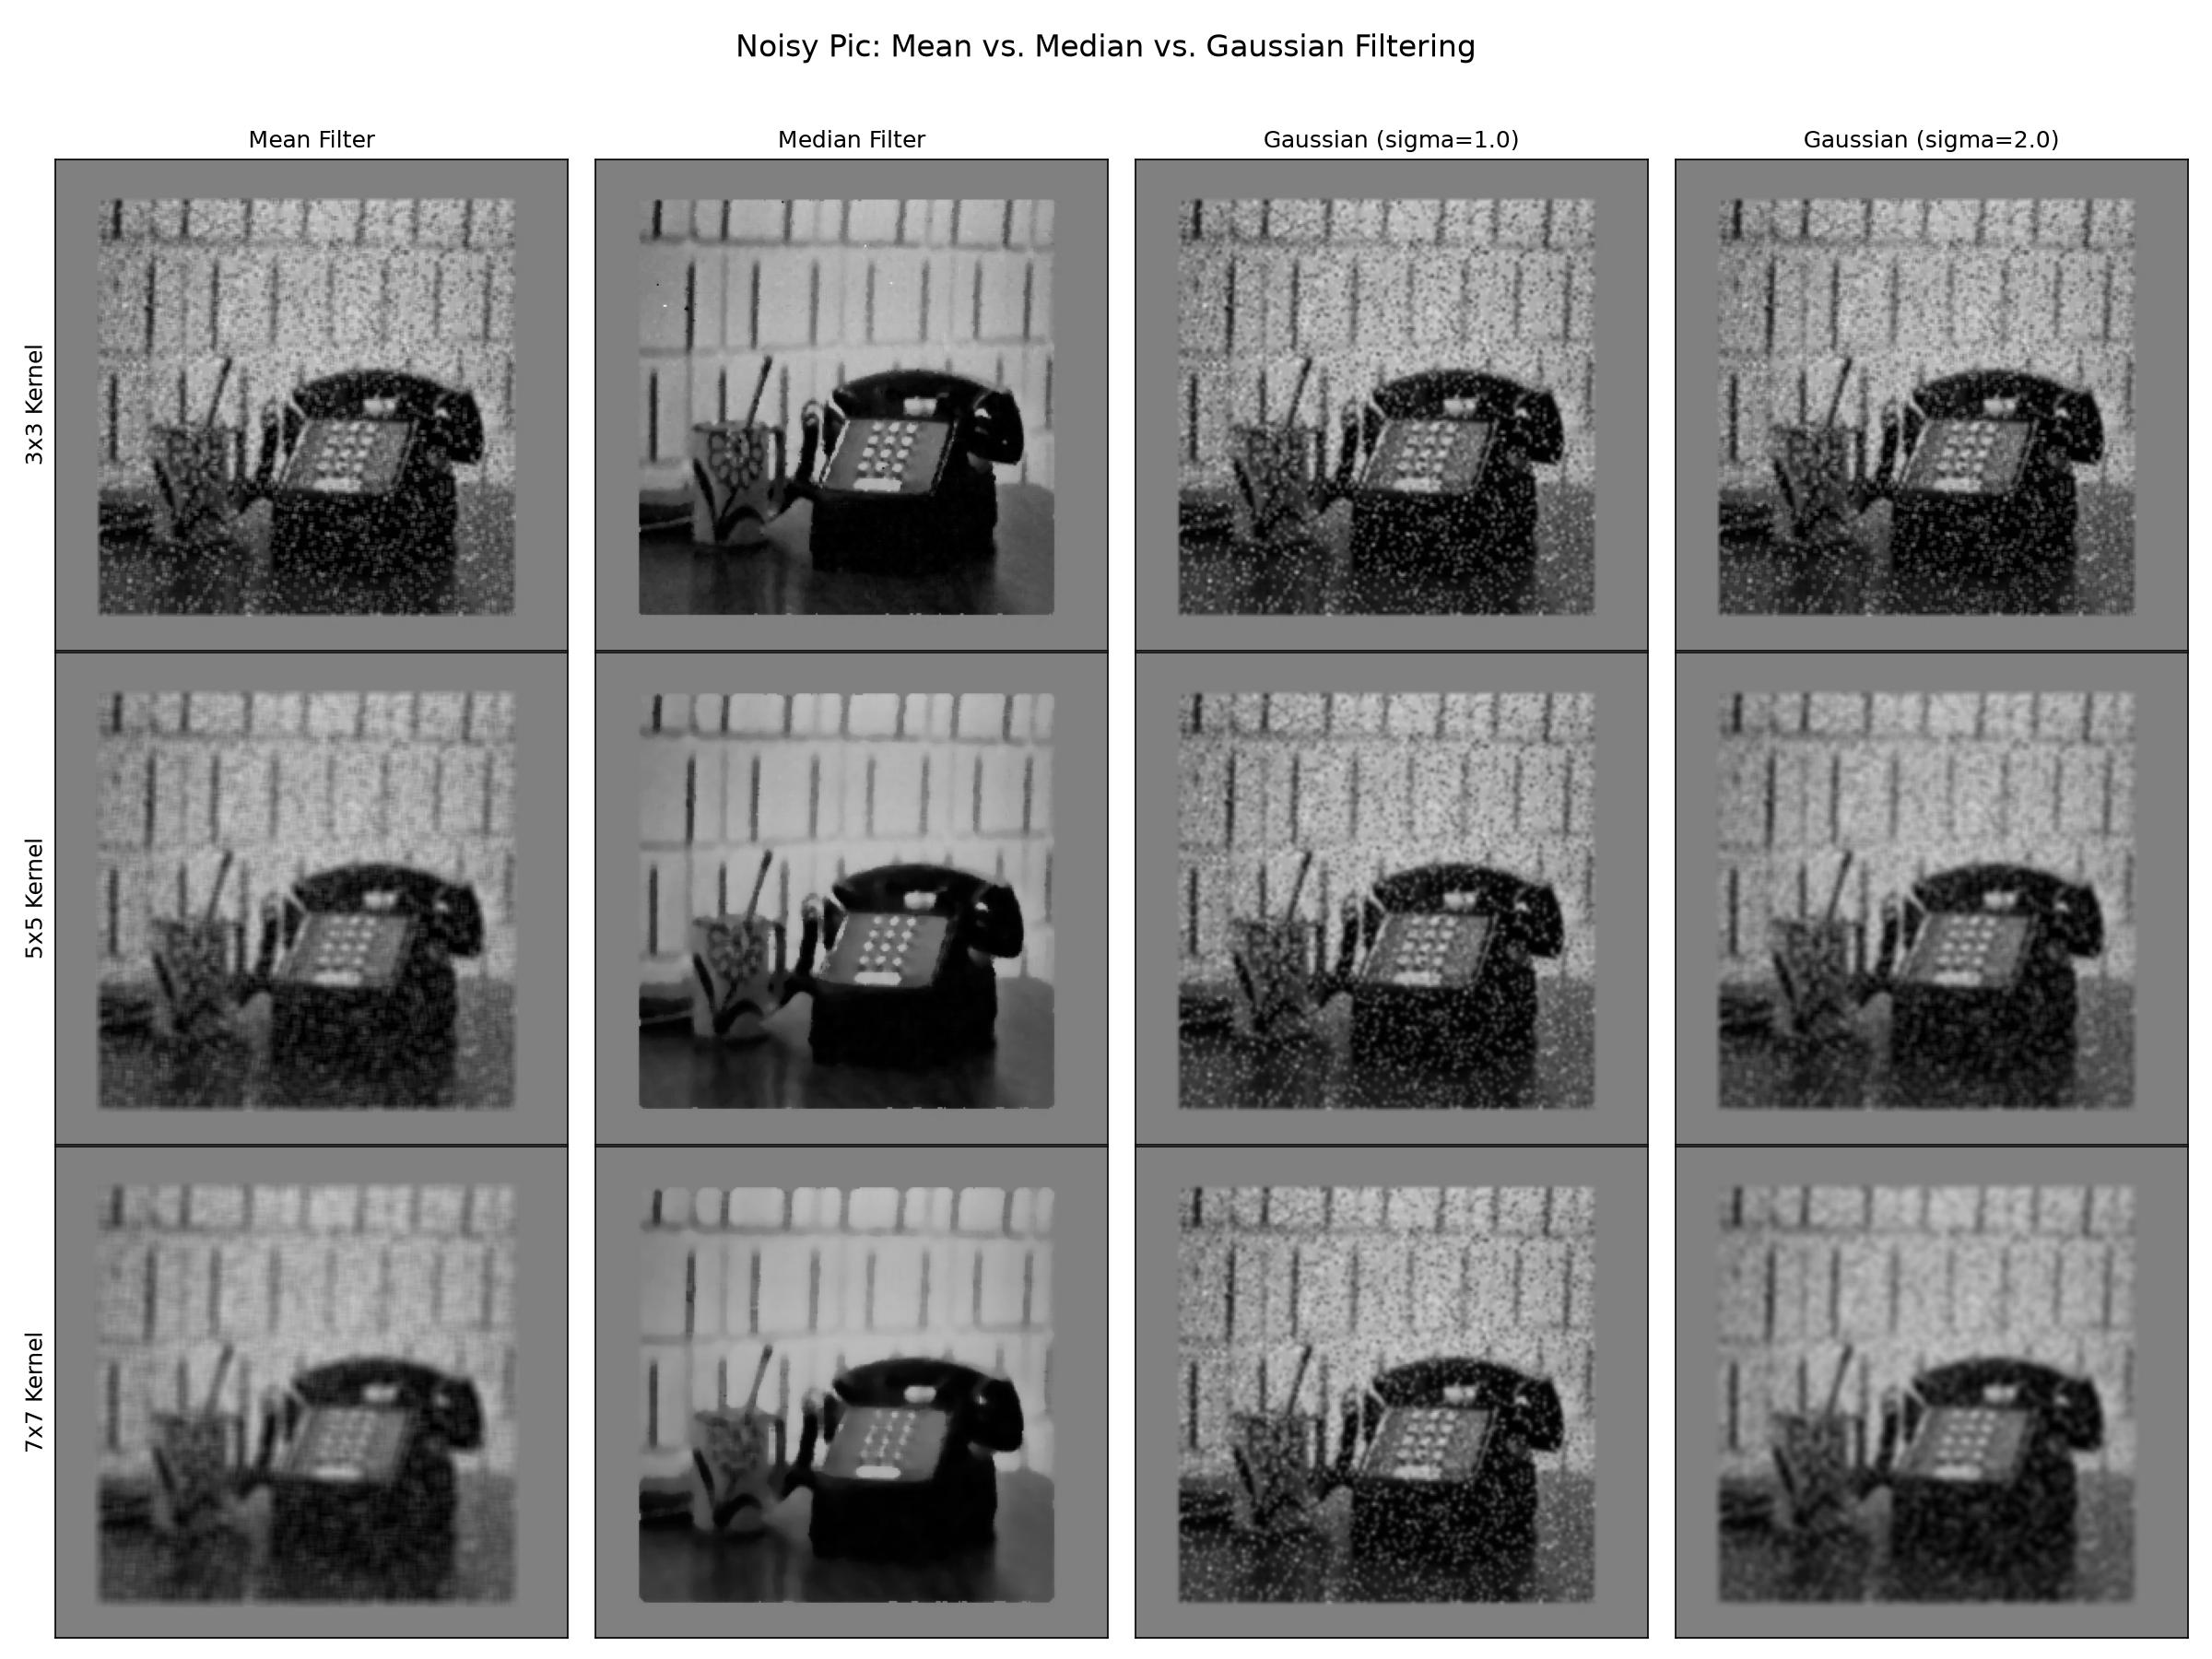 Noisy Pic: Mean vs. Median vs. Gaussian Filtering
Mean Filter
Median Filter
Gaussian (sigma=1.0)
Gaussian (sigma=2.0)
3x3 Kernel
5x5 Kernel
7x7 Kernel